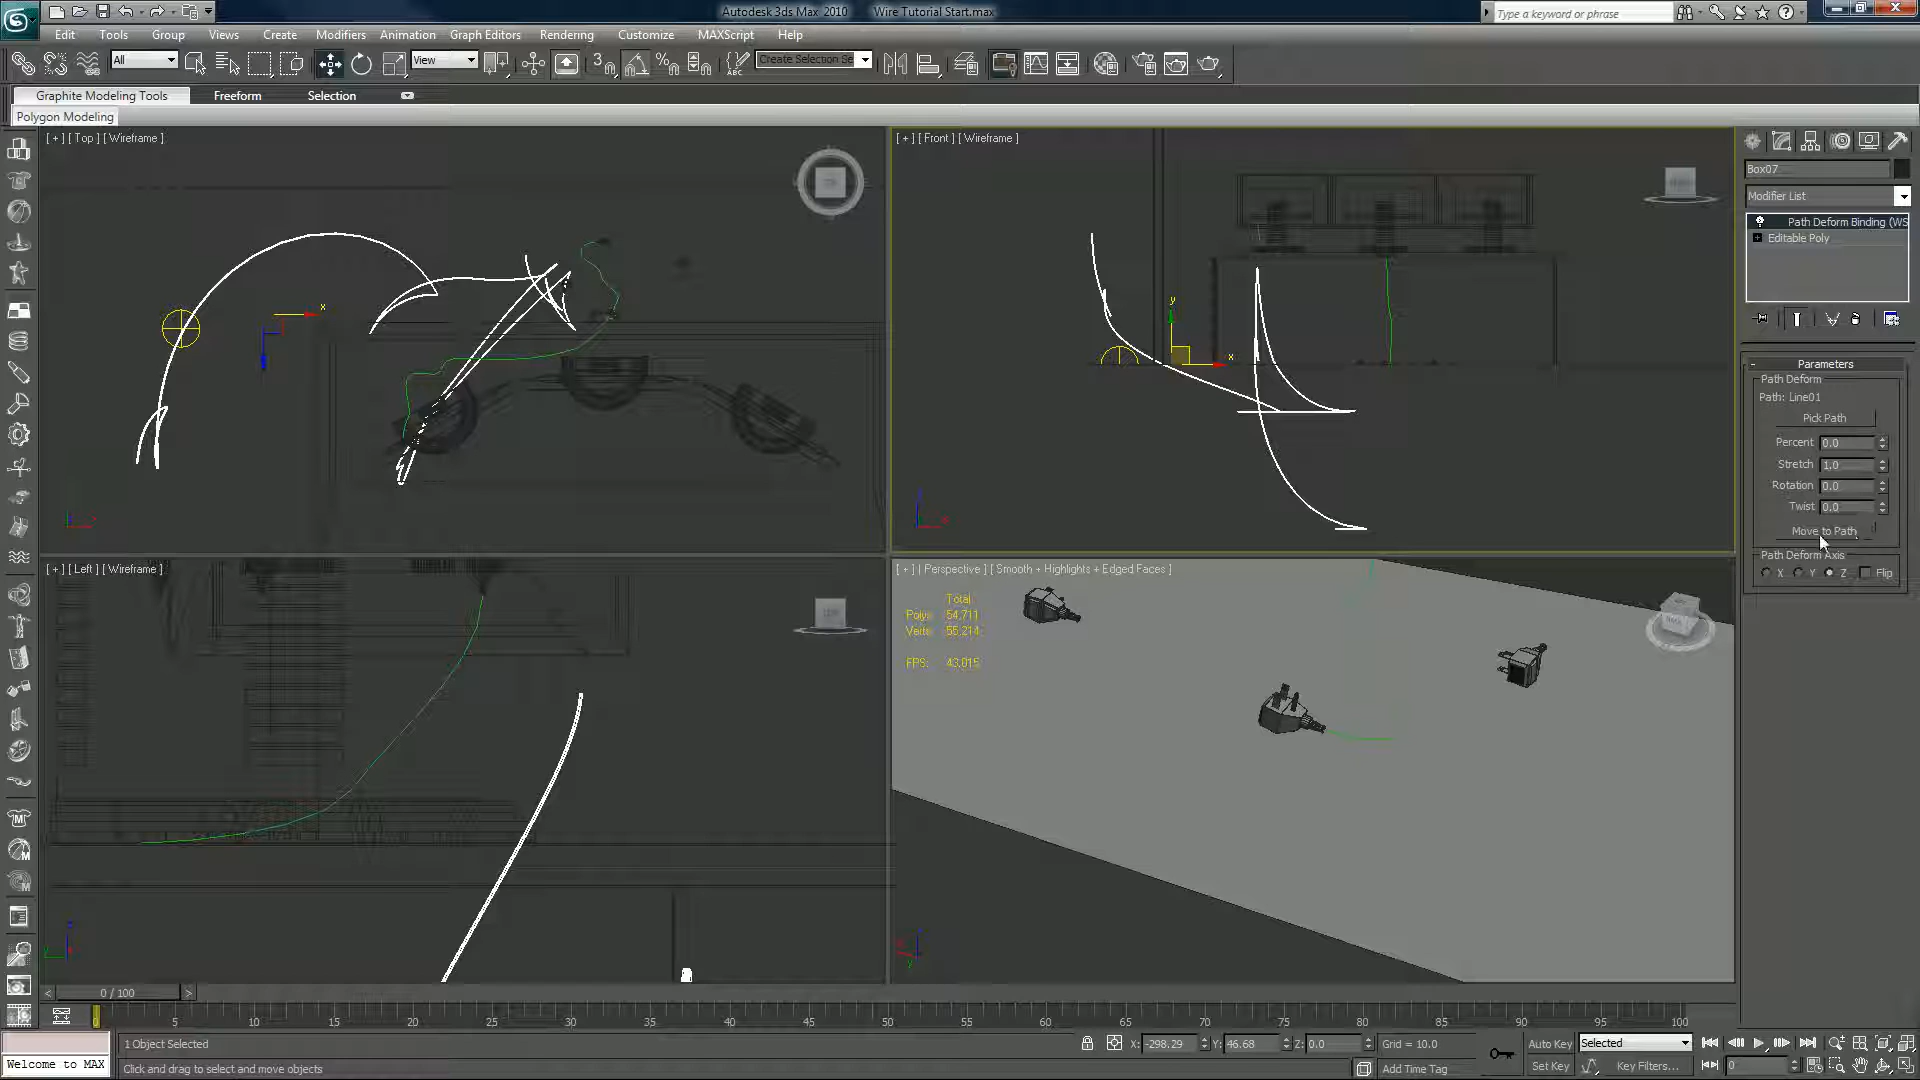 Autodesk 3ds Max 2010 Wire Tutorial Start.max
Type a keyword or phrase
Edit Tools Group Views Create Modifiers Animation Graph Editors Rendering Customize MAXScript Help
All View Create Selection Se
Graphite Modeling Tools Freeform Selection
Polygon Modeling
[ + ] [ Top ] [ Wireframe ]
[ + ] [ Front ] [ Wireframe ]
Box07
Modifier List
Path Deform Binding (WS
Editable Poly
x
y
x
Parameters
Path Deform
Path: Line01
Pick Path
Percent 0.0
Stretch 1.0
Rotation 0.0
Twist 0.0
Move to Path
Path Deform Axis
X Y Z Flip
[ + ] [ Left ] [ Wireframe ]
[ + ] [ Perspective ] [ Smooth + Highlights + Edged Faces ]
Total
Polys: 54,711
Verts: 55,214
FPS: 43.015
y
< 0 / 100 >
5 10 15 20 25 30 35 40 45 50 55 60 65 70 75 80 85 90 95 100
1 Object Selected
X: -298.29 Y: 46.68 Z: 0.0 Grid = 10.0
Auto Key Selected
Welcome to MAX
Click and drag to select and move objects
Add Time Tag
Set Key Key Filters... 0